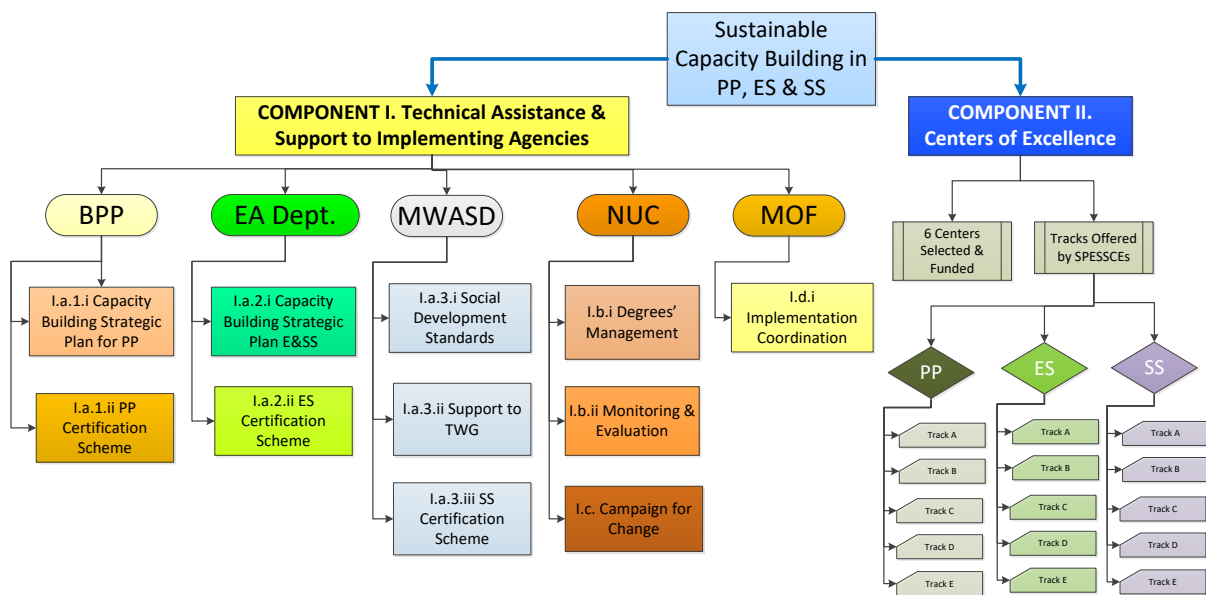 Sustainable
Capacity Building in
PP, ES & SS
COMPONENT I. Technical Assistance &
Support to Implementing Agencies
COMPONENT II.
Centers of Excellence
BPP
EA Dept.
MWASD
NUC
MOF
6 Centers
Selected &
Funded
Tracks Offered
by SPESSCEs
I.a.1.i Capacity
Building Strategic
Plan for PP
I.a.2.i Capacity
Building Strategic
Plan E&SS
I.a.3.i Social
Development
Standards
I.b.i Degrees’
Management
I.d.i
Implementation
Coordination
I.a.1.ii PP
Certification
Scheme
I.a.2.ii ES
Certification
Scheme
I.a.3.ii Support to
TWG
I.b.ii Monitoring &
Evaluation
I.a.3.iii SS
Certification
Scheme
I.c. Campaign for
Change
PP
ES
SS
Track A
Track B
Track C
Track D
Track E
Track A
Track B
Track C
Track D
Track E
Track A
Track B
Track C
Track D
Track E